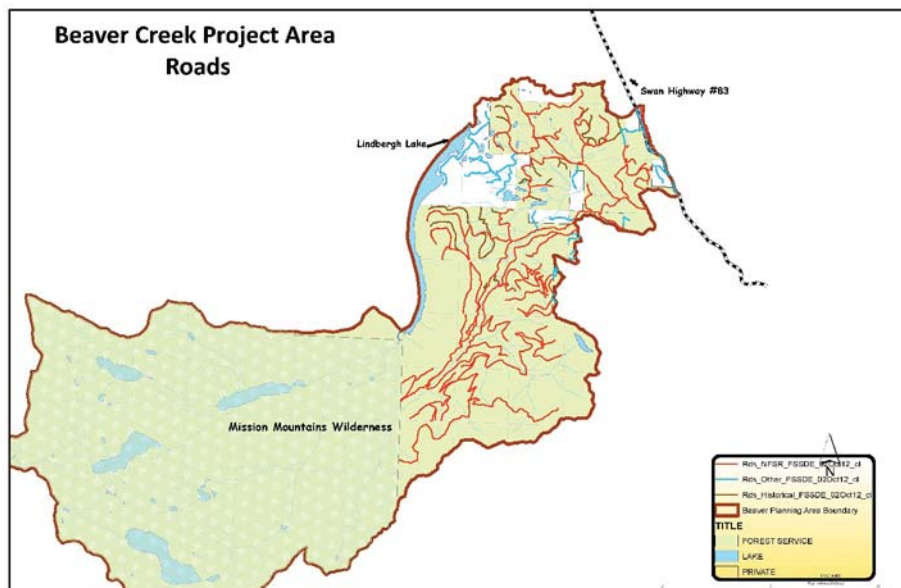 Beaver Creek Project Area
Roads
Swan Highway #83
Lindbergh Lake
Mission Mountains Wilderness
N
Rds_NFSR_FSSDE_02Oct12_cl
Rds_Other_FSSDE_02Oct12_cl
Rds_Historical_FSSDE_02Oct12_cl
Beaver Planning Area Boundary
TITLE
FOREST SERVICE
LAKE
PRIVATE